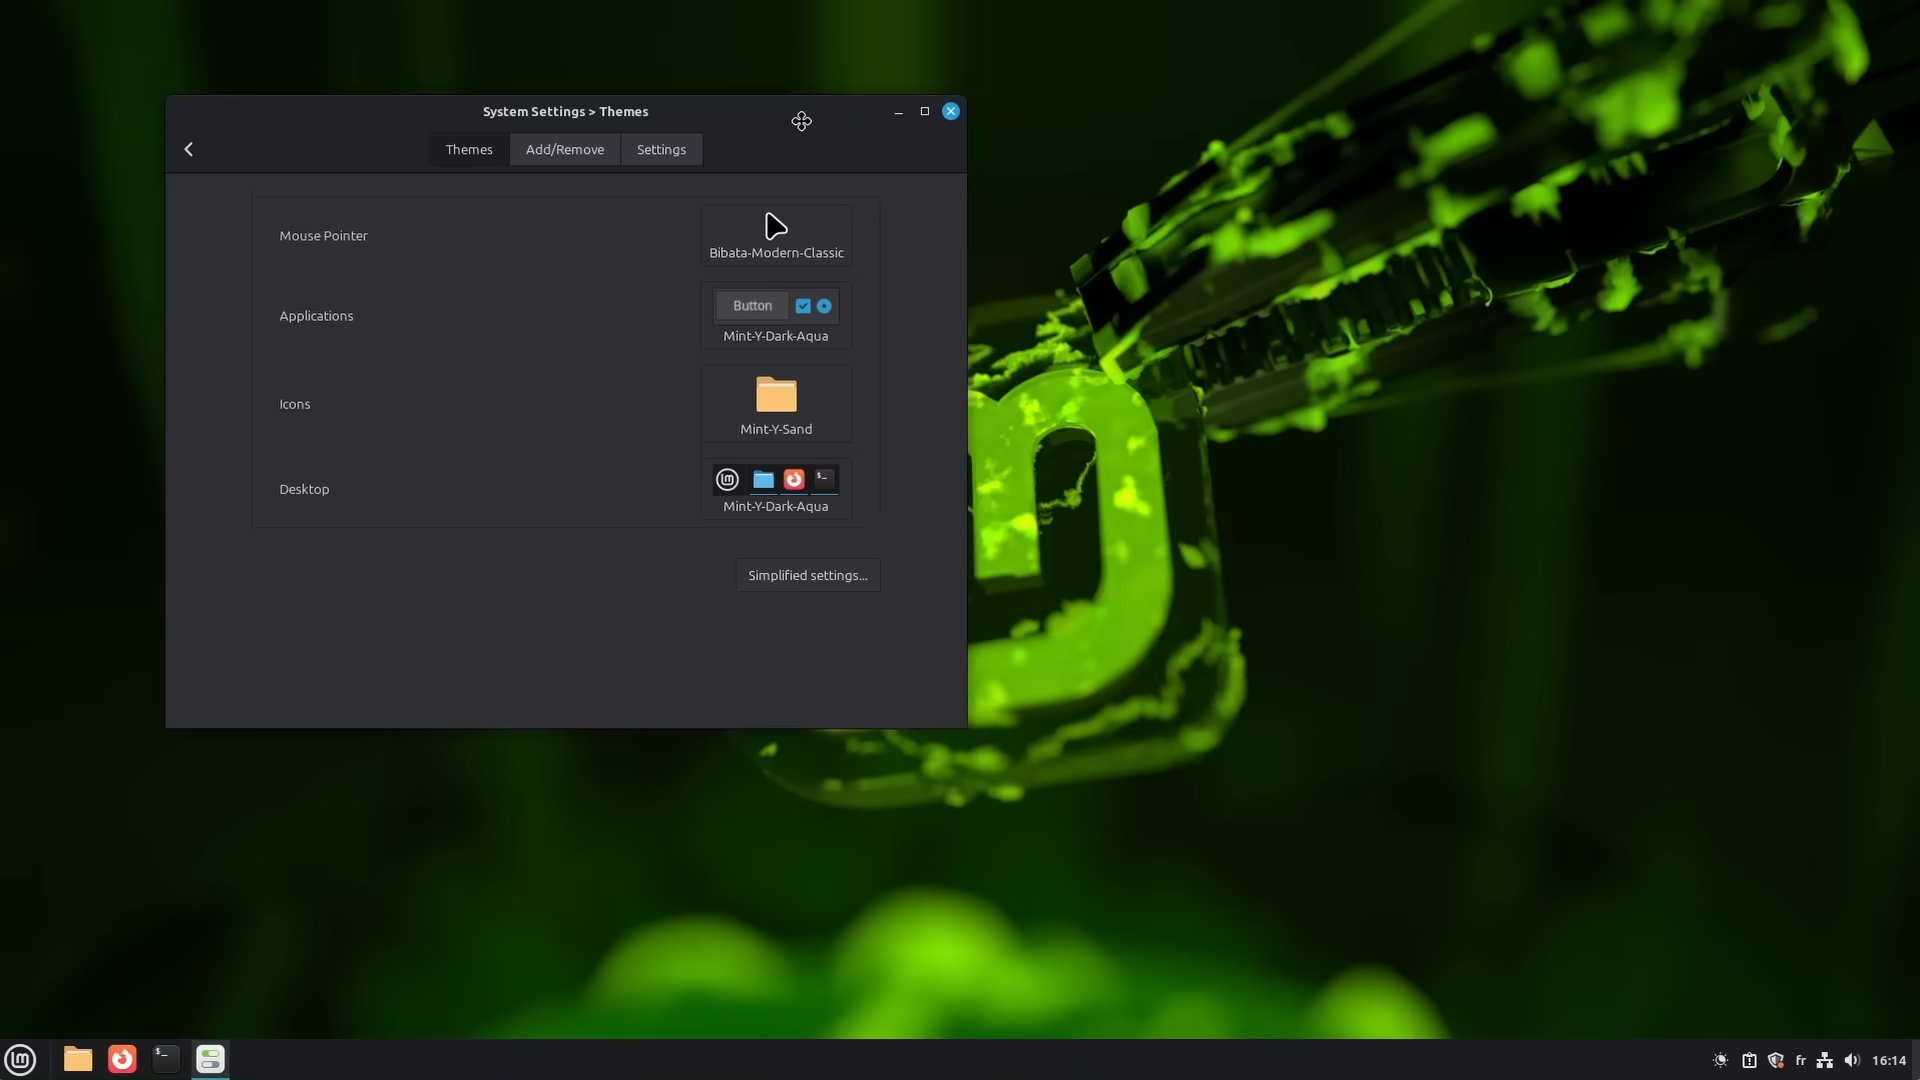 System Settings > Themes
Themes
Add/Remove
Settings
Mouse Pointer
Bibata-Modern-Classic
Applications
Button
Mint-Y-Dark-Aqua
Icons
Mint-Y-Sand
Desktop
$_
Mint-Y-Dark-Aqua
Simplified settings...
$_
fr
16:14